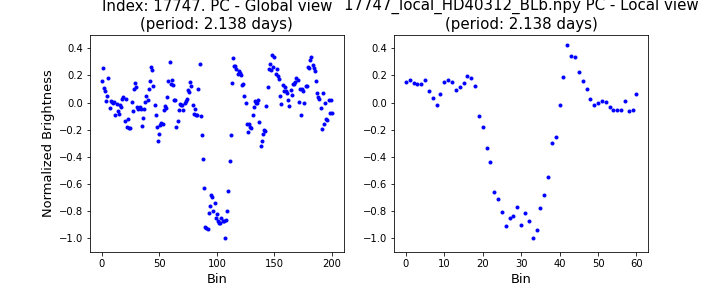 Index: 17747. PC - Global view
(period: 2.138 days)
17747_local_HD40312_BLb.npy PC - Local view
(period: 2.138 days)
Normalized Brightness
0.4
0.2
0.0
−0.2
−0.4
−0.6
−0.8
−1.0
0 50 100 150 200
Bin
0.4
0.2
0.0
−0.2
−0.4
−0.6
−0.8
−1.0
0 10 20 30 40 50 60
Bin